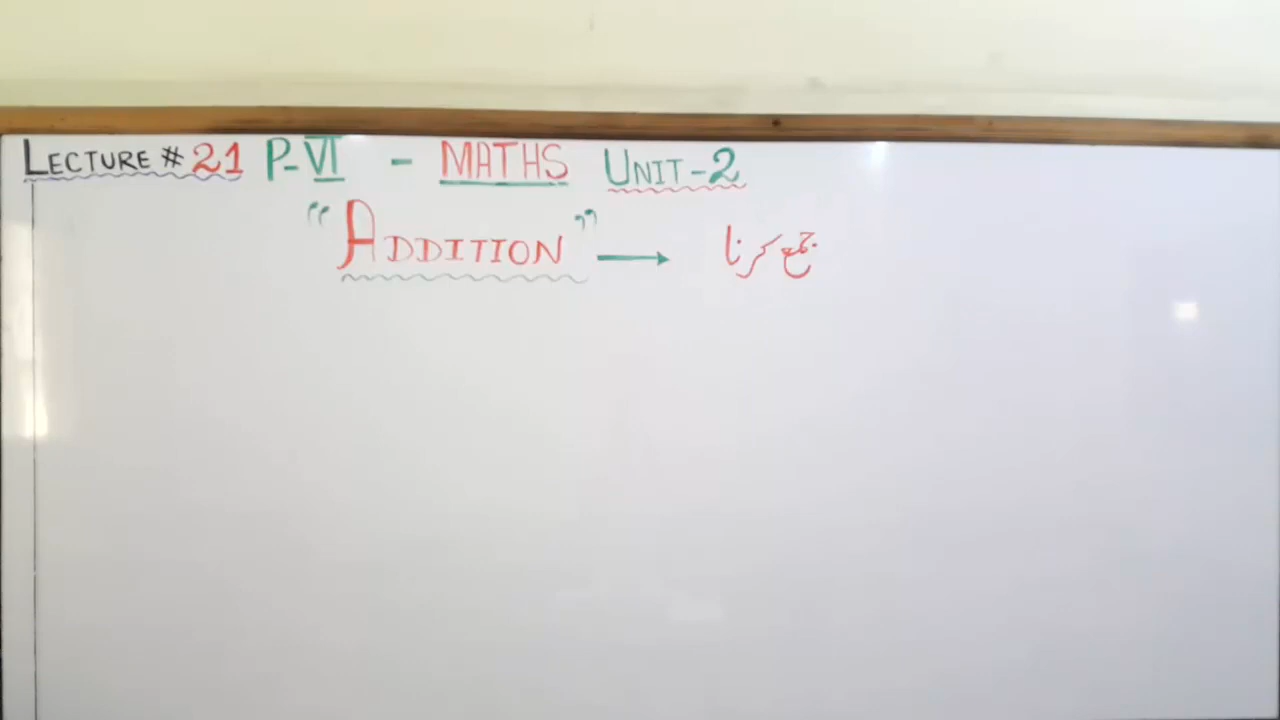 LECTURE # 21 P-VI - MATHS UNIT-2
"ADDITION" → جمع کرنا